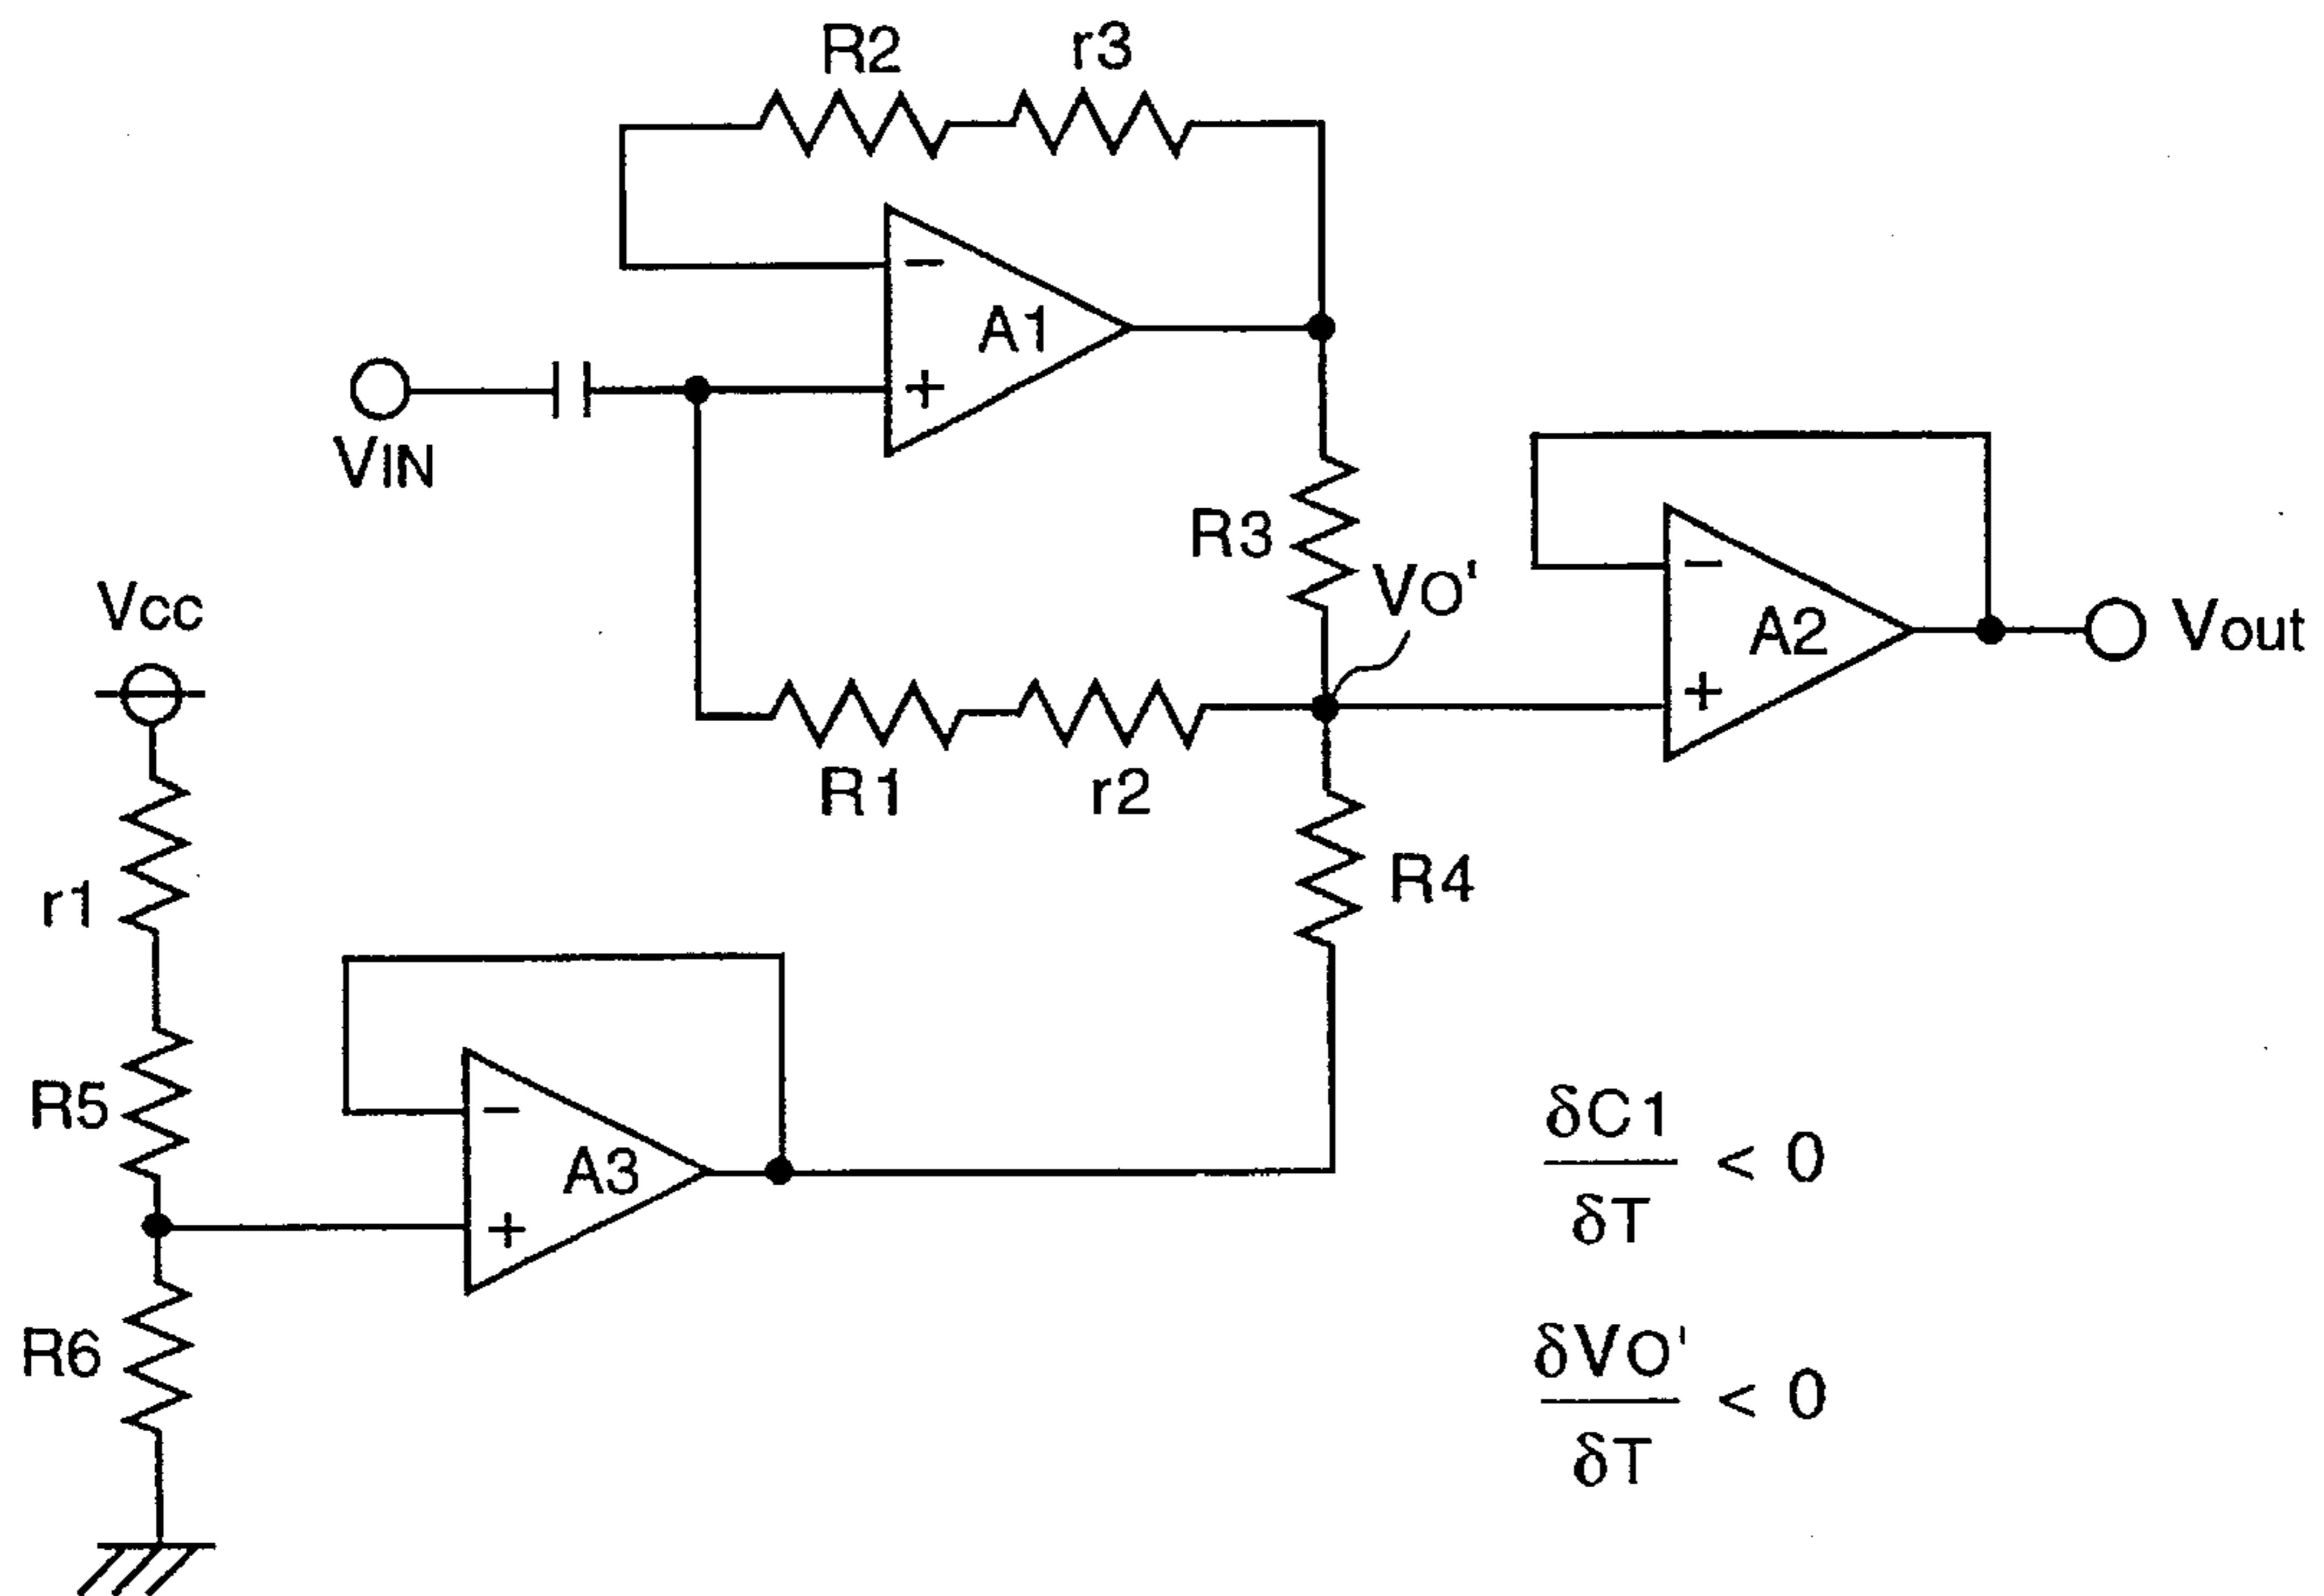 R2 r3
−
A1
+
VIN
R3
VO'
−
A2
+
Vout
Vcc
R1 r2
r1
R4
R5
−
A3
+
R6
δC1
δT
< 0
δVO'
δT
< 0